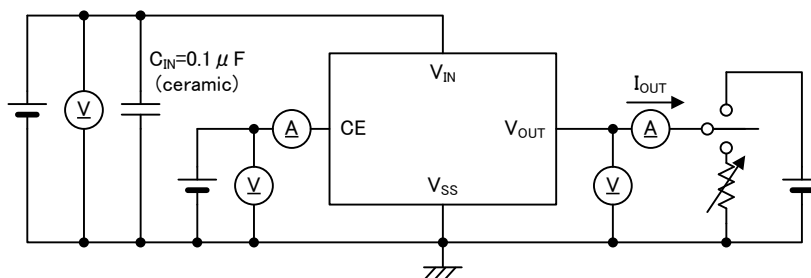 C_IN=0.1 μF
(ceramic)
V_IN
I_OUT
V
A
CE
V_OUT
A
V
V_SS
V